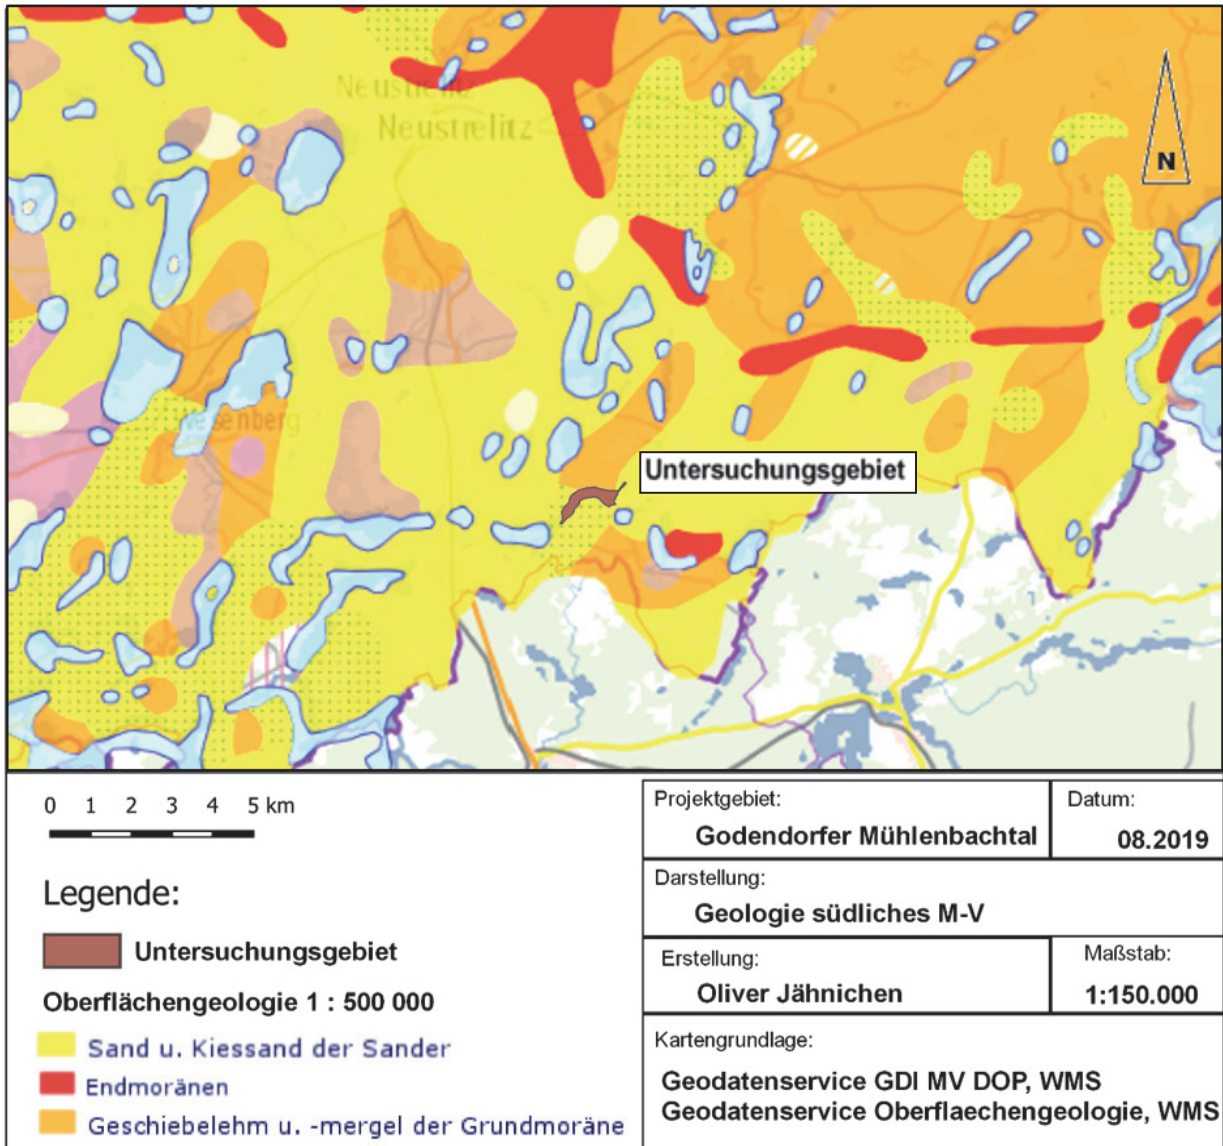 Neustrelitz
Neustrelitz
N
Wesenberg
Untersuchungsgebiet
0 1 2 3 4 5 km
Legende:
Untersuchungsgebiet
Oberflächengeologie 1 : 500 000
Sand u. Kiessand der Sander
Endmoränen
Geschiebelehm u. -mergel der Grundmoräne
Projektgebiet:
Godendorfer Mühlenbachtal
Datum:
08.2019
Darstellung:
Geologie südliches M-V
Erstellung:
Oliver Jähnichen
Maßstab:
1:150.000
Kartengrundlage:
Geodatenservice GDI MV DOP, WMS
Geodatenservice Oberflaechengeologie, WMS